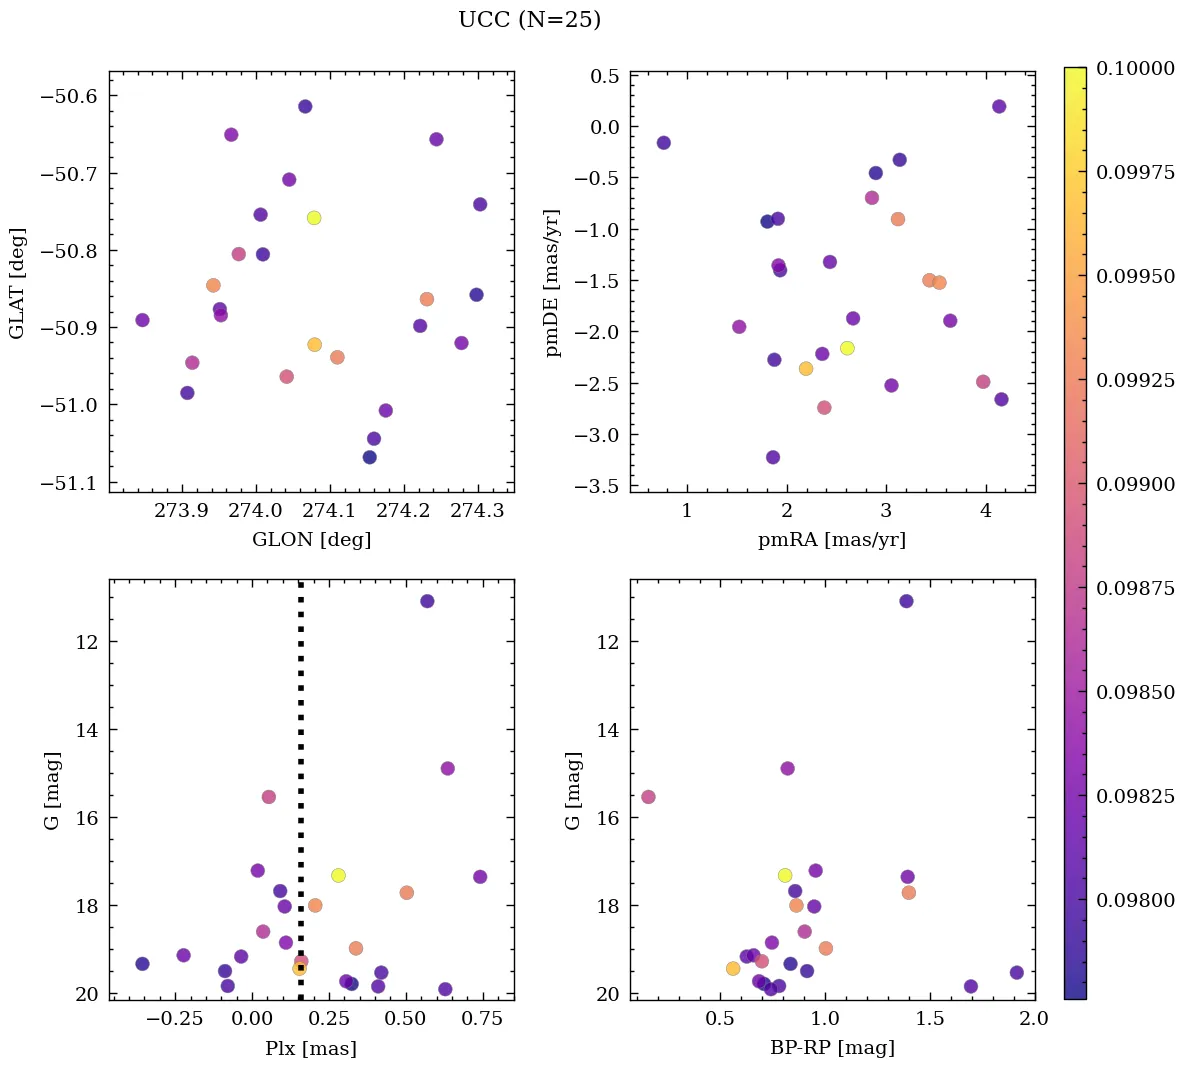 UCC (N=25)
−50.6
−50.7
−50.8
−50.9
−51.0
−51.1
GLAT [deg]
273.9 274.0 274.1 274.2 274.3
GLON [deg]
0.5
0.0
−0.5
−1.0
−1.5
−2.0
−2.5
−3.0
−3.5
pmDE [mas/yr]
1 2 3 4
pmRA [mas/yr]
12
14
16
18
20
G [mag]
−0.25 0.00 0.25 0.50 0.75
Plx [mas]
12
14
16
18
20
G [mag]
0.5 1.0 1.5 2.0
BP-RP [mag]
0.10000
0.09975
0.09950
0.09925
0.09900
0.09875
0.09850
0.09825
0.09800